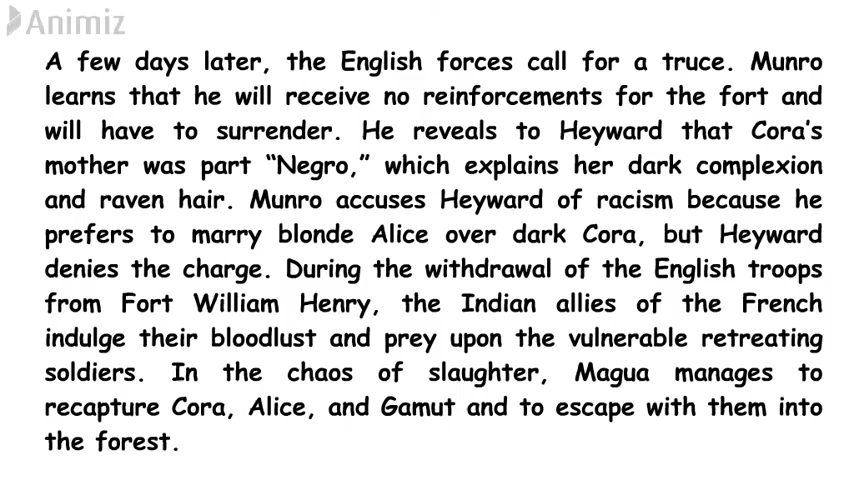 Animiz
A few days later, the English forces call for a truce. Munro
learns that he will receive no reinforcements for the fort and
will have to surrender. He reveals to Heyward that Cora's
mother was part “Negro,” which explains her dark complexion
and raven hair. Munro accuses Heyward of racism because he
prefers to marry blonde Alice over dark Cora, but Heyward
denies the charge. During the withdrawal of the English troops
from Fort William Henry, the Indian allies of the French
indulge their bloodlust and prey upon the vulnerable retreating
soldiers. In the chaos of slaughter, Magua manages to
recapture Cora, Alice, and Gamut and to escape with them into
the forest.